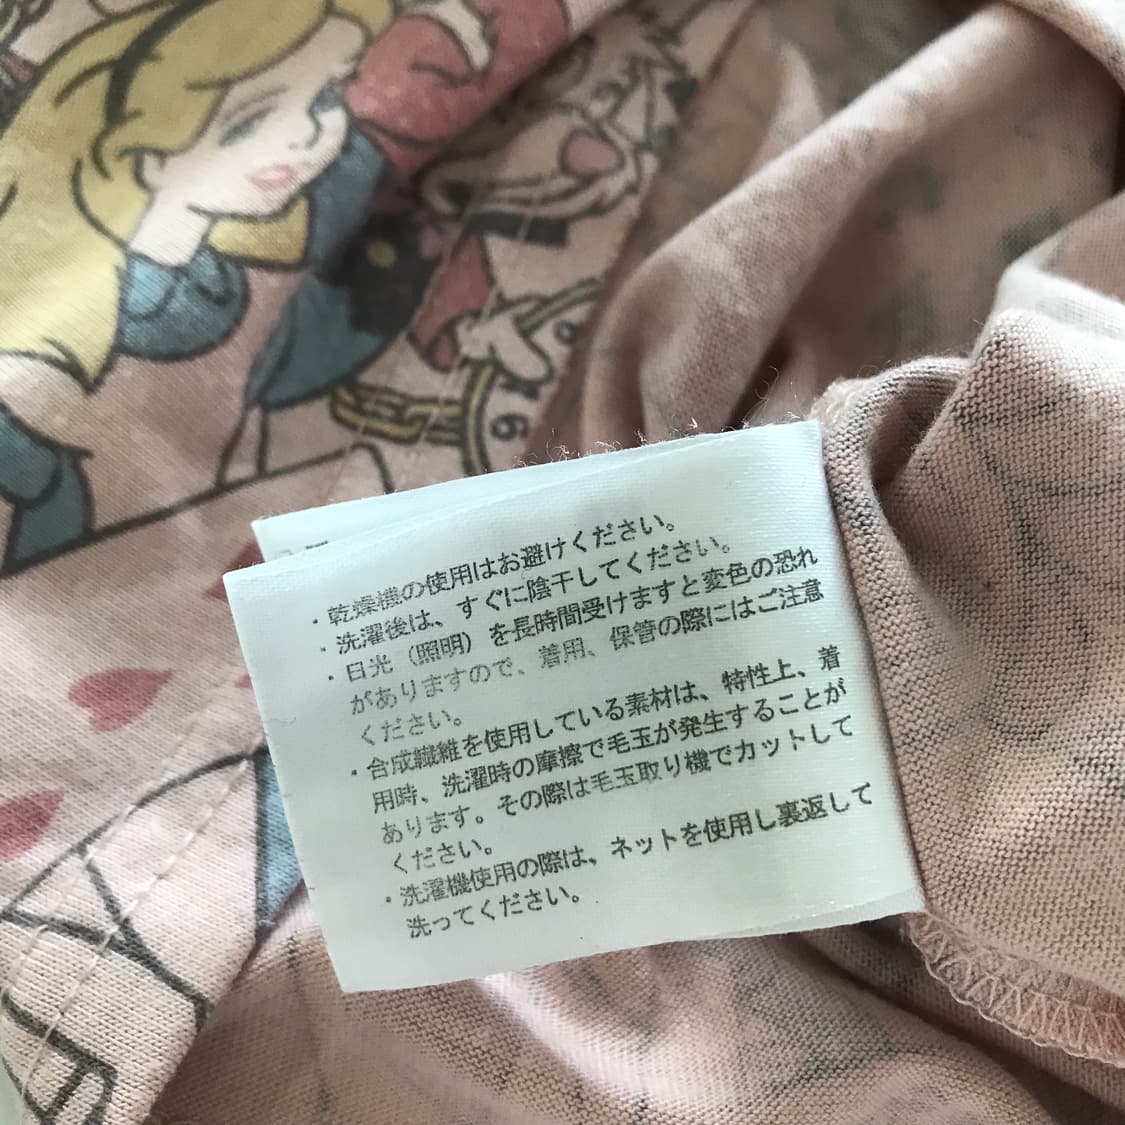 ・乾燥機の使用はお避けください。
・洗濯後は、すぐに陰干してください。
・日光（照明）を長時間受けますと変色の恐れ
がありますので、着用、保管の際にはご注意
ください。
・合成繊維を使用している素材は、特性上、着
用時、洗濯時の摩擦で毛玉が発生することが
あります。その際は毛玉取り機でカットして
ください。
・洗濯機使用の際は、ネットを使用し裏返して
洗ってください。